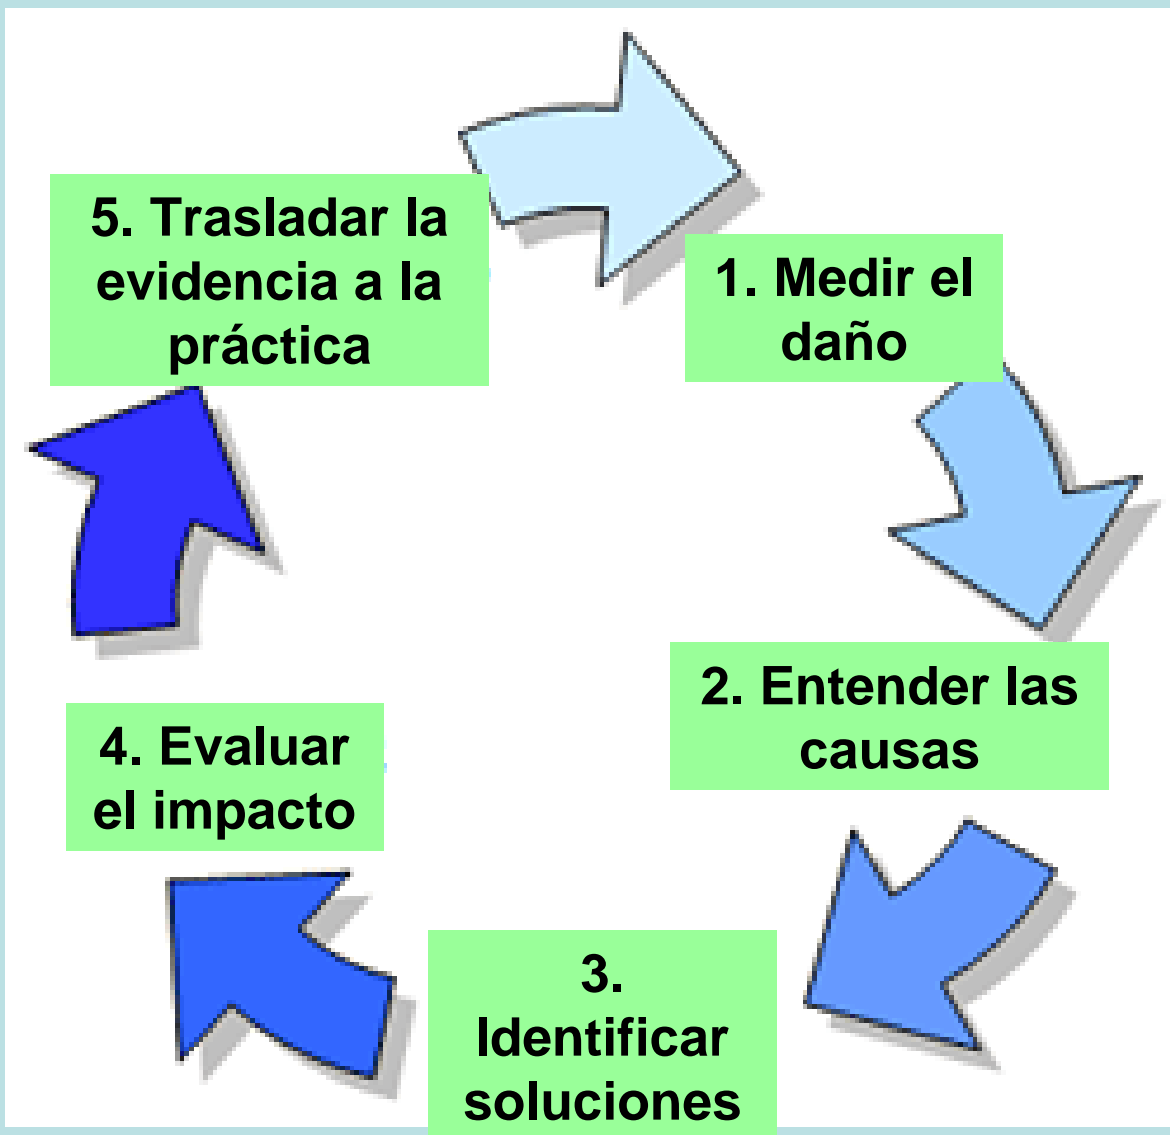 1. Medir el
daño
2. Entender las
causas
3.
Identificar
soluciones
4. Evaluar
el impacto
5. Trasladar la
evidencia a la
práctica